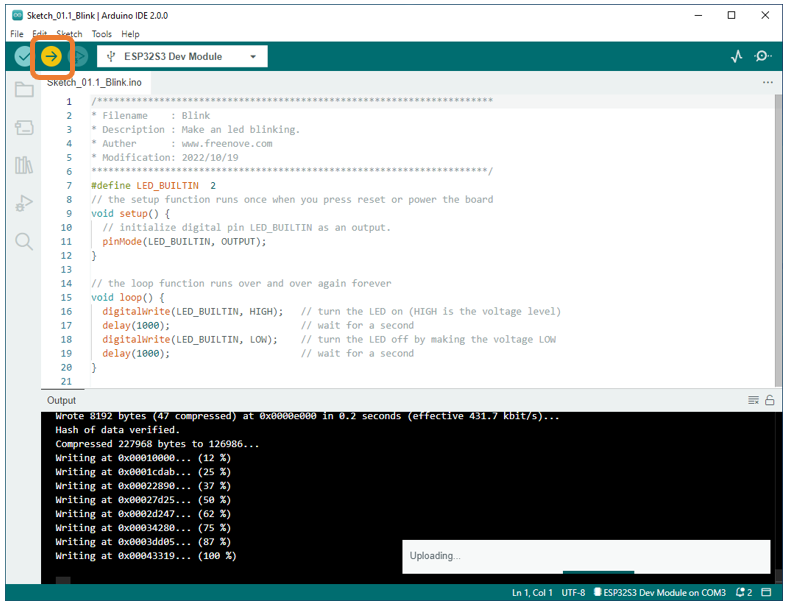 Sketch_01.1_Blink | Arduino IDE 2.0.0
File Edit Sketch Tools Help
ESP32S3 Dev Module
Sketch_01.1_Blink.ino
1 /**********************************************************************
2 * Filename    : Blink
3 * Description : Make an led blinking.
4 * Auther      : www.freenove.com
5 * Modification: 2022/10/19
6 **********************************************************************/
7 #define LED_BUILTIN  2
8 // the setup function runs once when you press reset or power the board
9 void setup() {
10   // initialize digital pin LED_BUILTIN as an output.
11   pinMode(LED_BUILTIN, OUTPUT);
12 }
13
14 // the loop function runs over and over again forever
15 void loop() {
16   digitalWrite(LED_BUILTIN, HIGH);   // turn the LED on (HIGH is the voltage level)
17   delay(1000);                       // wait for a second
18   digitalWrite(LED_BUILTIN, LOW);    // turn the LED off by making the voltage LOW
19   delay(1000);                       // wait for a second
20 }
21
Output
Wrote 8192 bytes (47 compressed) at 0x0000e000 in 0.2 seconds (effective 431.7 kbit/s)...
Hash of data verified.
Compressed 227968 bytes to 126986...
Writing at 0x00010000... (12 %)
Writing at 0x0001cdab... (25 %)
Writing at 0x00022890... (37 %)
Writing at 0x00027d25... (50 %)
Writing at 0x0002d247... (62 %)
Writing at 0x00034280... (75 %)
Writing at 0x0003dd05... (87 %)
Writing at 0x00043319... (100 %)
Uploading...
Ln 1, Col 1 UTF-8 ESP32S3 Dev Module on COM3 2